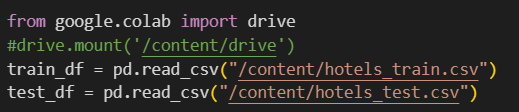 from google.colab import drive
#drive.mount('/content/drive')
train_df = pd.read_csv("/content/hotels_train.csv")
test_df = pd.read_csv("/content/hotels_test.csv")